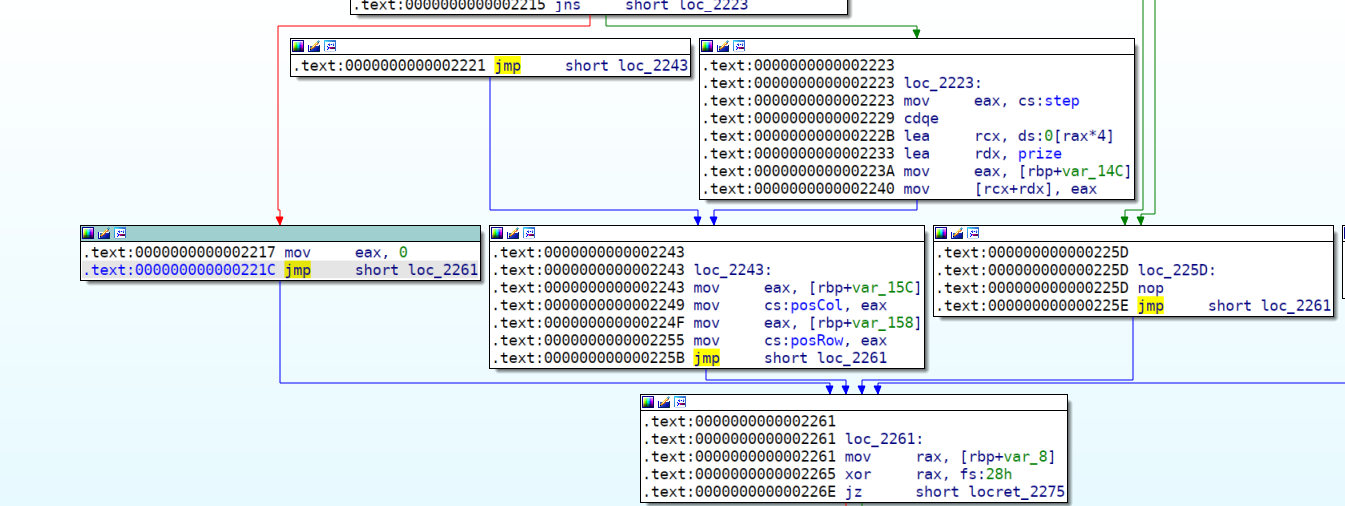 .text:0000000000002215 jns     short loc_2223
.text:0000000000002221 jmp     short loc_2243
.text:0000000000002223
.text:0000000000002223 loc_2223:
.text:0000000000002223 mov     eax, cs:step
.text:0000000000002229 cdqe
.text:000000000000222B lea     rcx, ds:0[rax*4]
.text:0000000000002233 lea     rdx, prize
.text:000000000000223A mov     eax, [rbp+var_14C]
.text:0000000000002240 mov     [rcx+rdx], eax
.text:0000000000002217 mov     eax, 0
.text:000000000000221C jmp     short loc_2261
.text:0000000000002243
.text:0000000000002243 loc_2243:
.text:0000000000002243 mov     eax, [rbp+var_15C]
.text:0000000000002249 mov     cs:posCol, eax
.text:000000000000224F mov     eax, [rbp+var_158]
.text:0000000000002255 mov     cs:posRow, eax
.text:000000000000225B jmp     short loc_2261
.text:000000000000225D
.text:000000000000225D loc_225D:
.text:000000000000225D nop
.text:000000000000225E jmp     short loc_2261
.text:0000000000002261
.text:0000000000002261 loc_2261:
.text:0000000000002261 mov     rax, [rbp+var_8]
.text:0000000000002265 xor     rax, fs:28h
.text:000000000000226E jz      short locret_2275